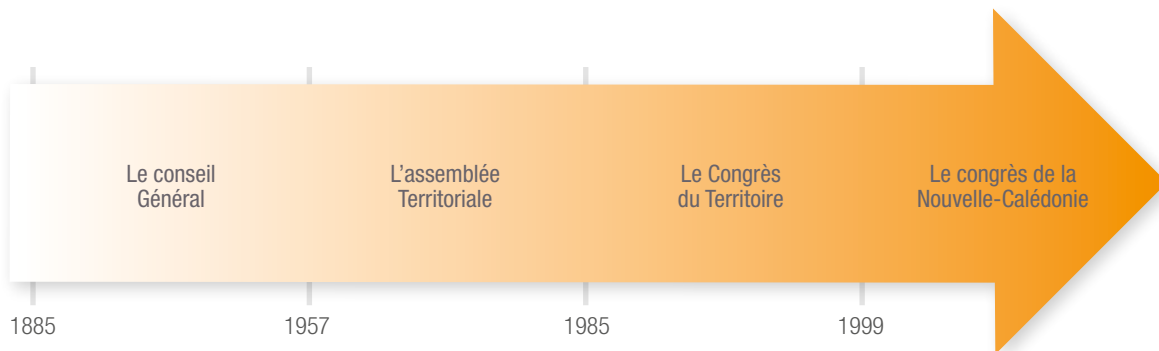 Le conseil
Général
L'assemblée
Territoriale
Le Congrès
du Territoire
Le congrès de la
Nouvelle-Calédonie
1885
1957
1985
1999